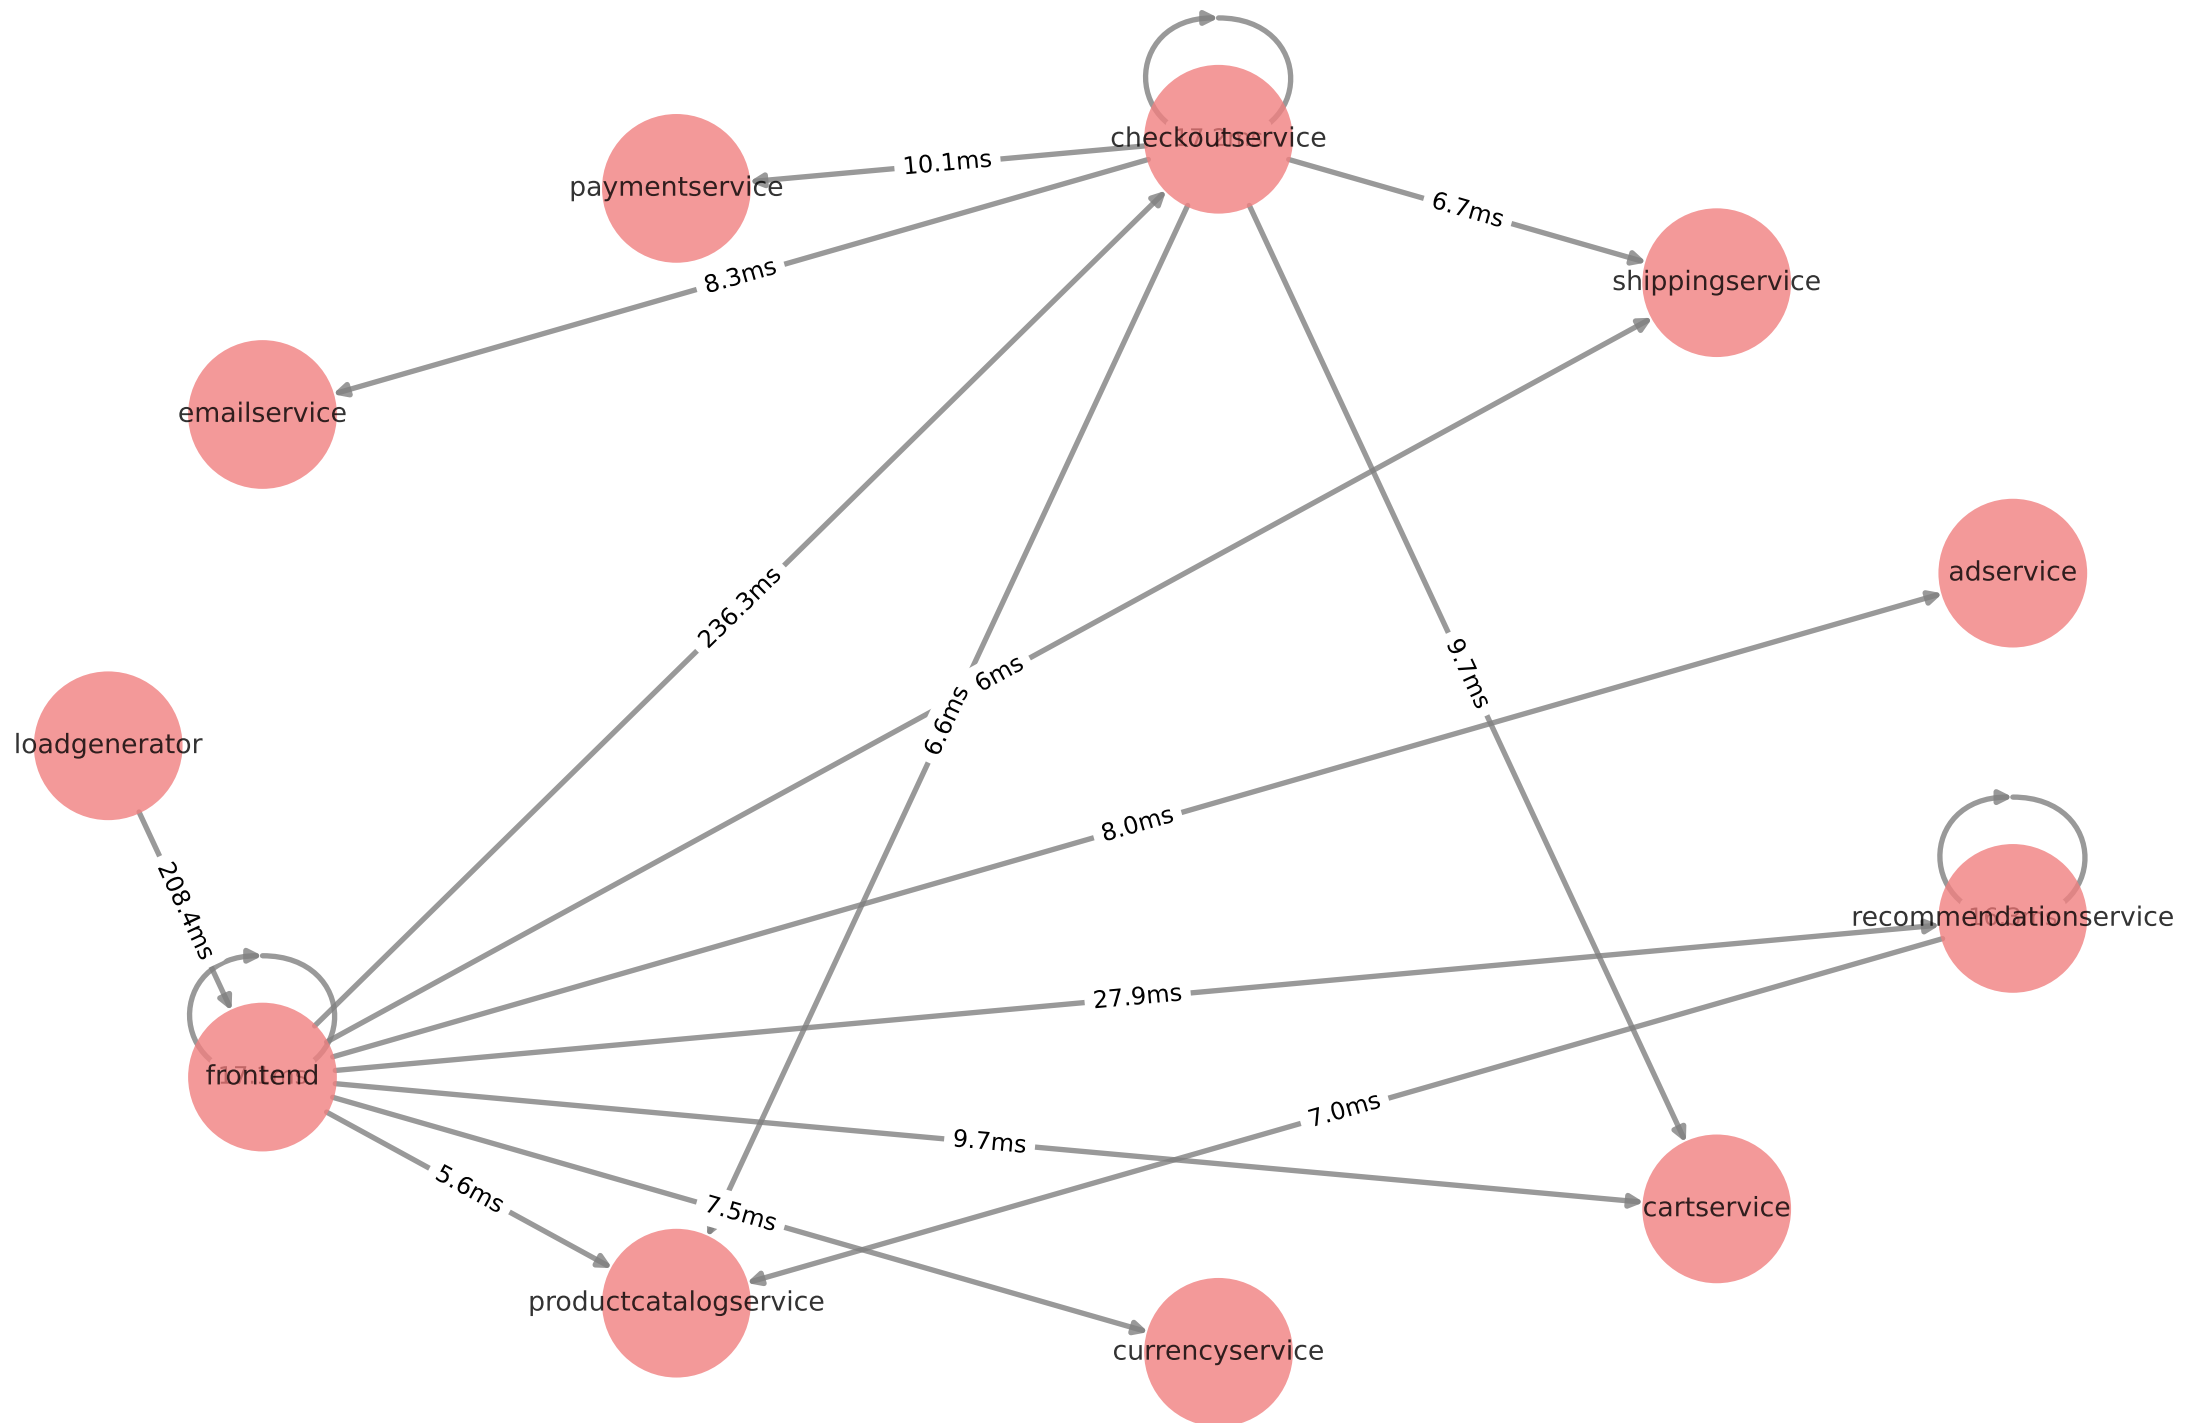 checkoutservice
10.1ms
paymentservice
6.7ms
8.3ms
shippingservice
emailservice
adservice
236.3ms
6ms
9.7ms
6.6ms
loadgenerator
8.0ms
208.4ms
recommendationservice
27.9ms
frontend
7.0ms
9.7ms
5.6ms
7.5ms
cartservice
productcatalogservice
currencyservice